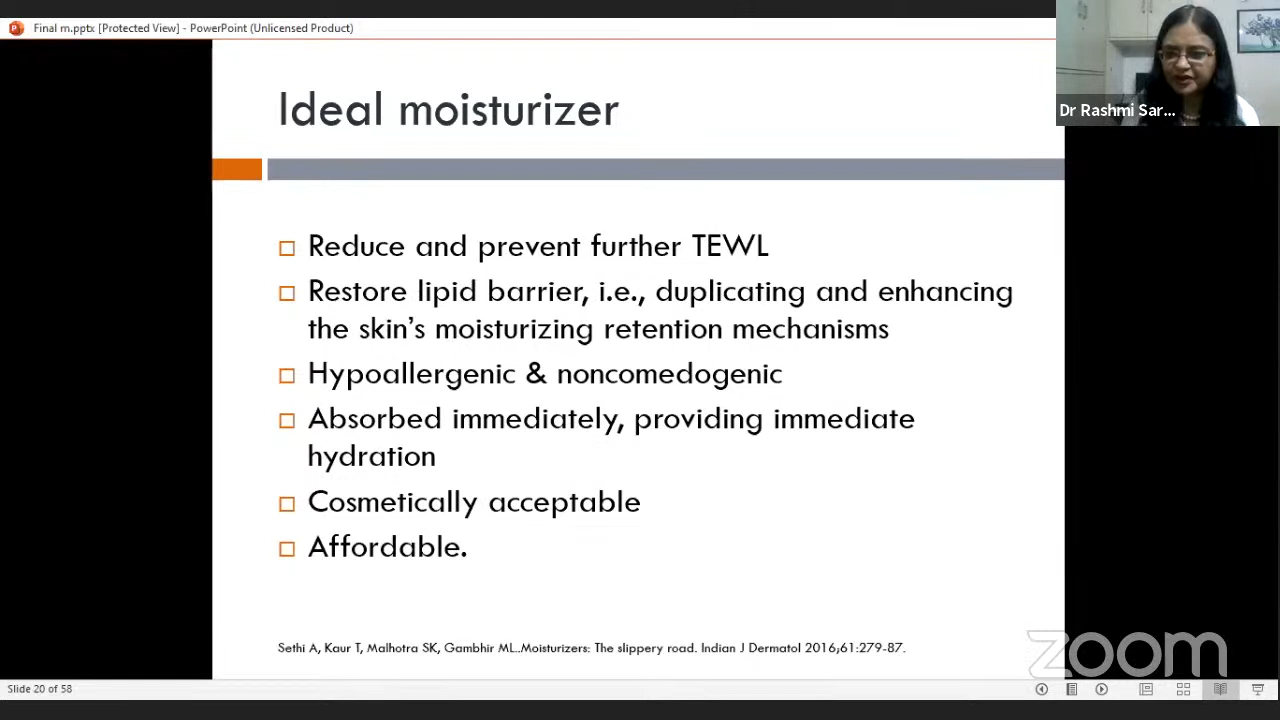 Final m.pptx [Protected View] - PowerPoint (Unlicensed Product)
Dr Rashmi Sar...
Ideal moisturizer
Reduce and prevent further TEWL
Restore lipid barrier, i.e., duplicating and enhancing
the skin's moisturizing retention mechanisms
Hypoallergenic & noncomedogenic
Absorbed immediately, providing immediate
hydration
Cosmetically acceptable
Affordable.
Sethi A, Kaur T, Malhotra SK, Gambhir ML..Moisturizers: The slippery road. Indian J Dermatol 2016;61:279-87.
zoom
Slide 20 of 58